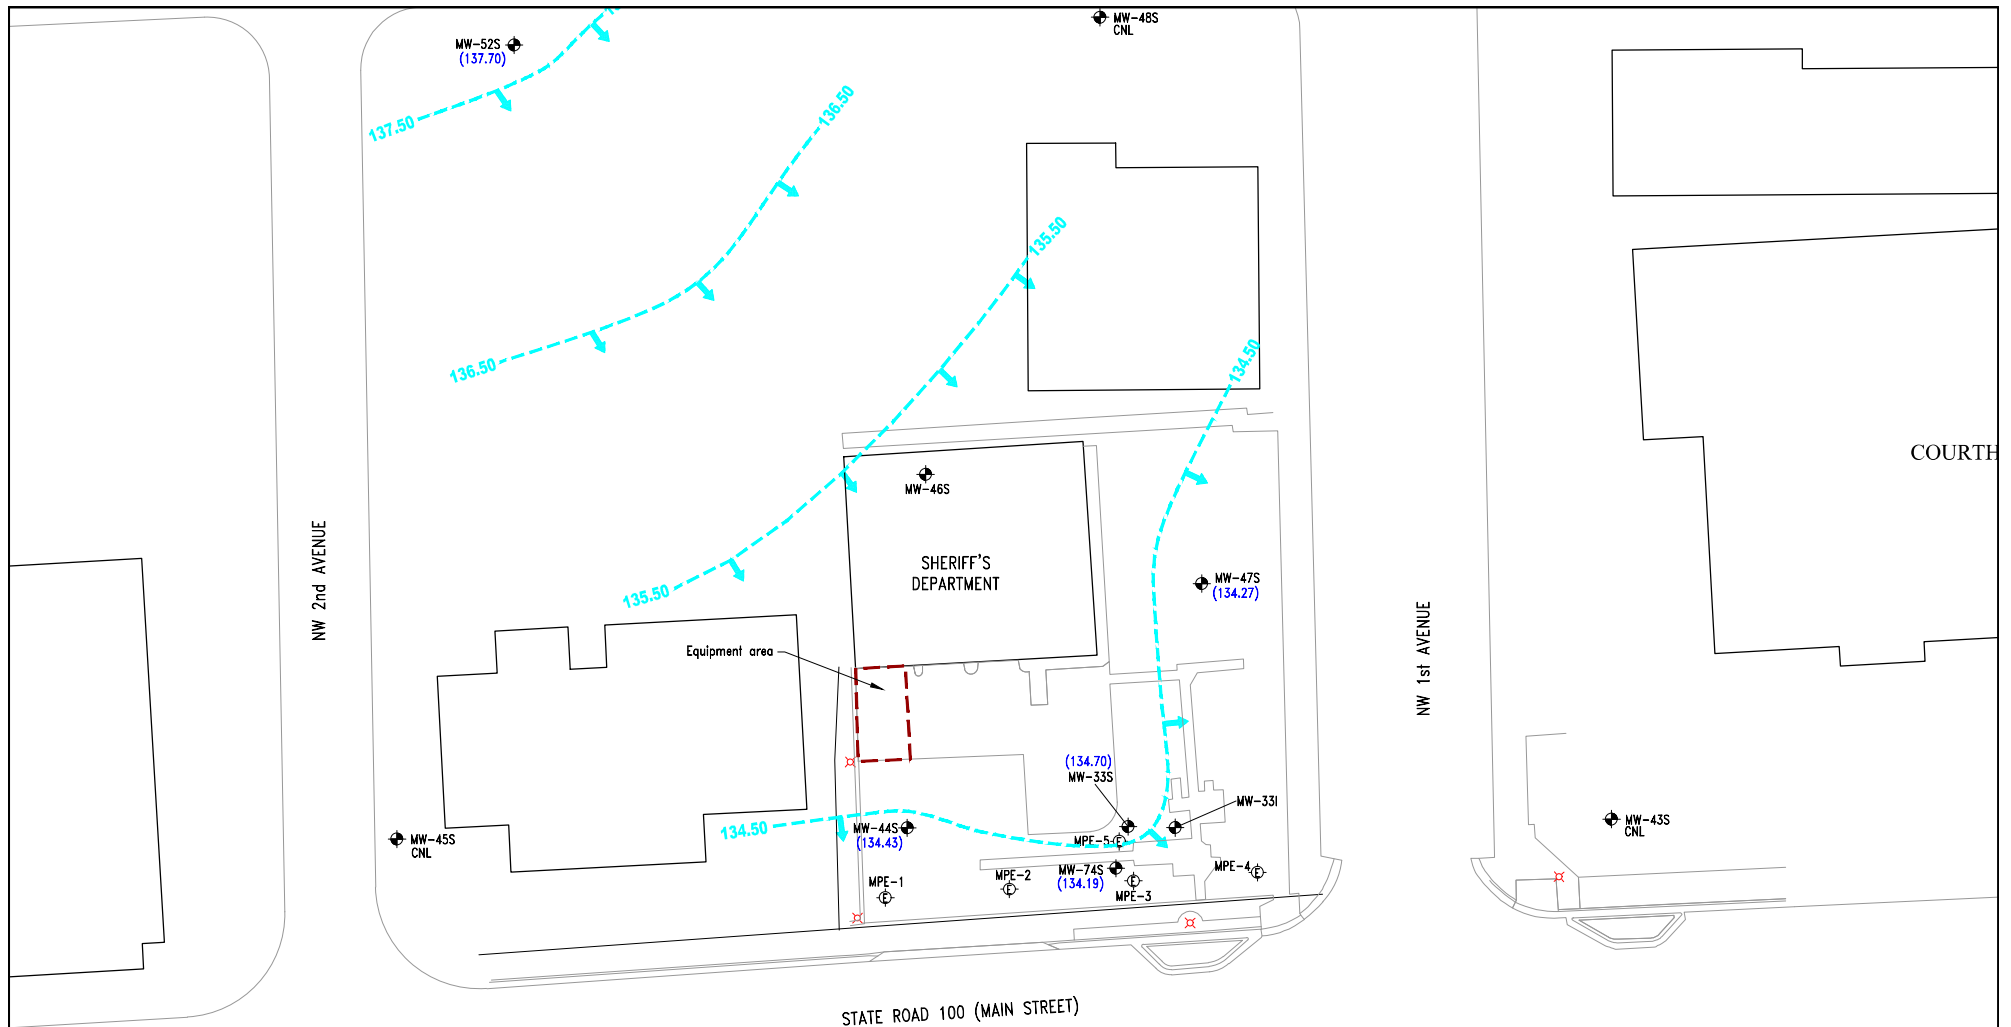 MW-48S
CNL
MW-52S
(137.70)
137.50
136.50
135.50
136.50
134.50
COURTH
MW-46S
SHERIFF'S
DEPARTMENT
NW 2nd AVENUE
MW-47S
(134.27)
135.50
NW 1st AVENUE
Equipment area
(134.70)
MW-33S
MW-33I
134.50
MW-44S
(134.43)
MW-45S
CNL
MPE-5
MW-43S
CNL
MW-74S
(134.19)
MPE-1
MPE-2
MPE-3
MPE-4
E
E
E
E
E
STATE ROAD 100 (MAIN STREET)